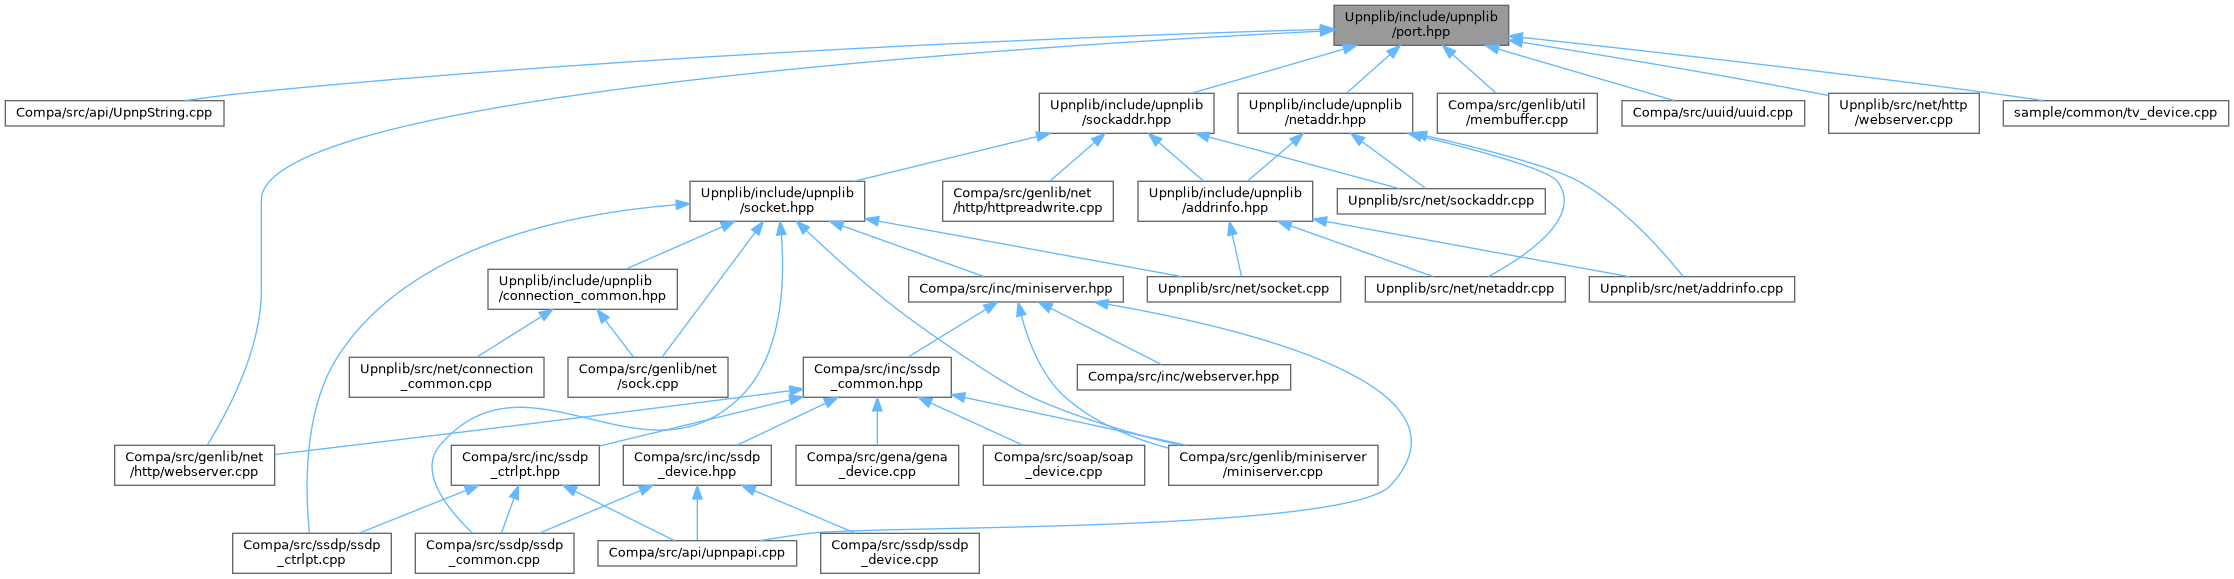 Upnplib/include/upnplib
/port.hpp
Compa/src/api/UpnpString.cpp
Upnplib/include/upnplib
/sockaddr.hpp
Upnplib/include/upnplib
/netaddr.hpp
Compa/src/genlib/util
/membuffer.cpp
Compa/src/uuid/uuid.cpp
Upnplib/src/net/http
/webserver.cpp
sample/common/tv_device.cpp
Upnplib/include/upnplib
/socket.hpp
Compa/src/genlib/net
/http/httpreadwrite.cpp
Upnplib/include/upnplib
/addrinfo.hpp
Upnplib/src/net/sockaddr.cpp
Upnplib/include/upnplib
/connection_common.hpp
Compa/src/inc/miniserver.hpp
Upnplib/src/net/socket.cpp
Upnplib/src/net/netaddr.cpp
Upnplib/src/net/addrinfo.cpp
Upnplib/src/net/connection
_common.cpp
Compa/src/genlib/net
/sock.cpp
Compa/src/inc/ssdp
_common.hpp
Compa/src/inc/webserver.hpp
Compa/src/genlib/net
/http/webserver.cpp
Compa/src/inc/ssdp
_ctrlpt.hpp
Compa/src/inc/ssdp
_device.hpp
Compa/src/gena/gena
_device.cpp
Compa/src/soap/soap
_device.cpp
Compa/src/genlib/miniserver
/miniserver.cpp
Compa/src/ssdp/ssdp
_ctrlpt.cpp
Compa/src/ssdp/ssdp
_common.cpp
Compa/src/api/upnpapi.cpp
Compa/src/ssdp/ssdp
_device.cpp